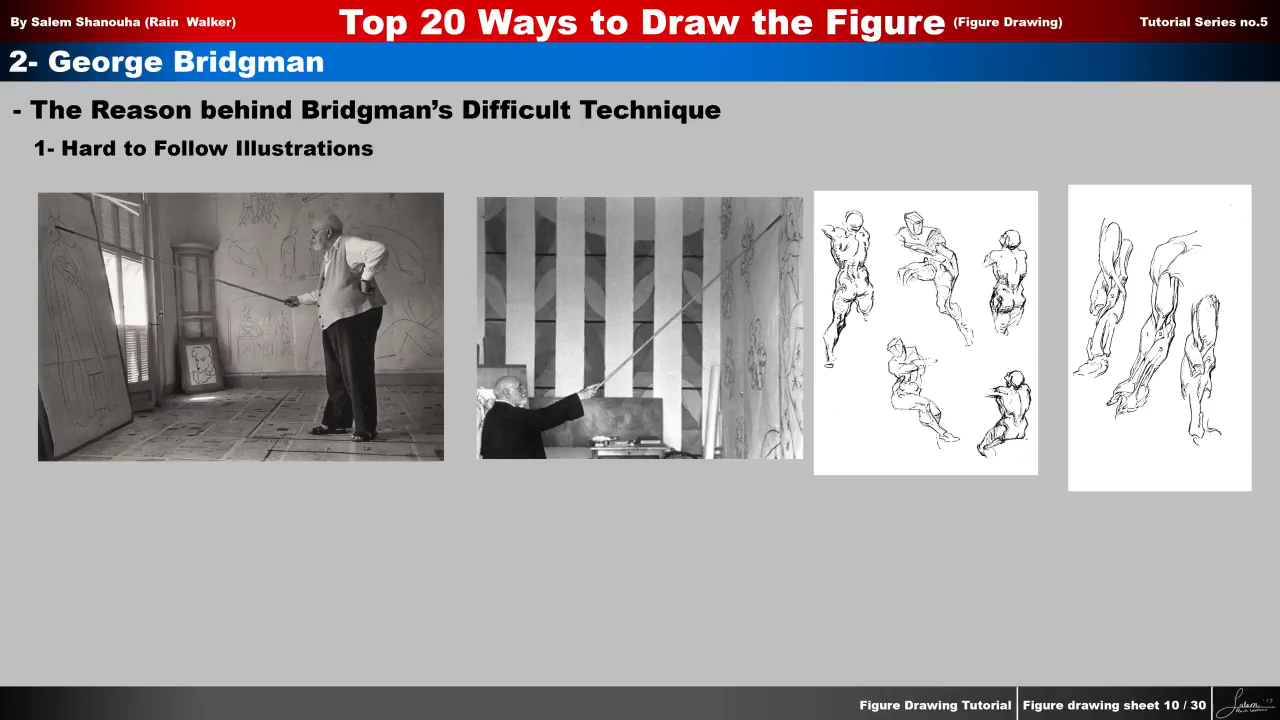 By Salem Shanouha (Rain Walker)
Top 20 Ways to Draw the Figure (Figure Drawing)
Tutorial Series no.5
2- George Bridgman
- The Reason behind Bridgman’s Difficult Technique
1- Hard to Follow Illustrations
Figure Drawing Tutorial
Figure drawing sheet 10 / 30
Salem